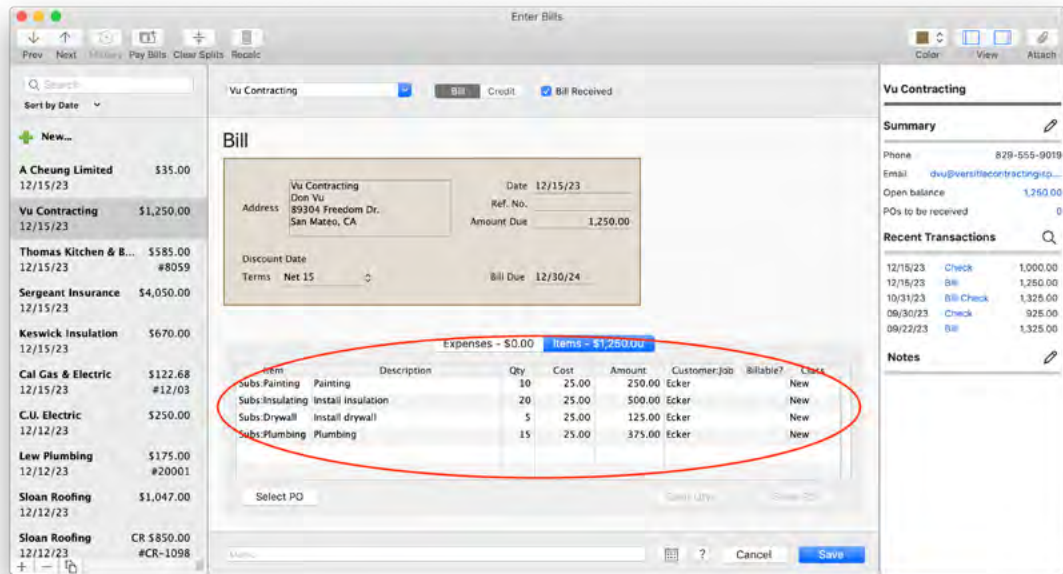 Enter Bills
Prev Next History Pay Bills Clear Splits Recalc Color View Attach
Search
Sort by Date
New...
A Cheung Limited $35.00
12/15/23
Vu Contracting $1,250.00
12/15/23
Thomas Kitchen & B... $585.00
12/15/23 #8059
Sergeant Insurance $4,050.00
12/15/23
Keswick Insulation $670.00
12/15/23
Cal Gas & Electric $122.68
12/15/23 #12/03
C.U. Electric $250.00
12/12/23
Lew Plumbing $175.00
12/12/23 #20001
Sloan Roofing $1,047.00
12/12/23
Sloan Roofing CR $850.00
12/12/23 #CR-1098
Vu Contracting Bill Credit Bill Received
Bill
Address Vu Contracting
Don Vu
89304 Freedom Dr.
San Mateo, CA
Date 12/15/23
Ref. No.
Amount Due 1,250.00
Discount Date
Terms Net 15 Bill Due 12/30/24
Expenses - $0.00 Items - $1,250.00
Item Description Qty Cost Amount Customer:Job Billable? Class
Subs:Painting Painting 10 25.00 250.00 Ecker New
Subs:Insulating Install insulation 20 25.00 500.00 Ecker New
Subs:Drywall Install drywall 5 25.00 125.00 Ecker New
Subs:Plumbing Plumbing 15 25.00 375.00 Ecker New
Select PO
Memo
? Cancel Save
Vu Contracting
Summary
Phone 829-555-9019
Email
Open balance 1,250.00
POs to be received 0
Recent Transactions
12/15/23 Check 1,000.00
12/15/23 Bill 1,250.00
10/31/23 Bill Check 1,325.00
09/30/23 Check 925.00
09/22/23 Bill 1,325.00
Notes